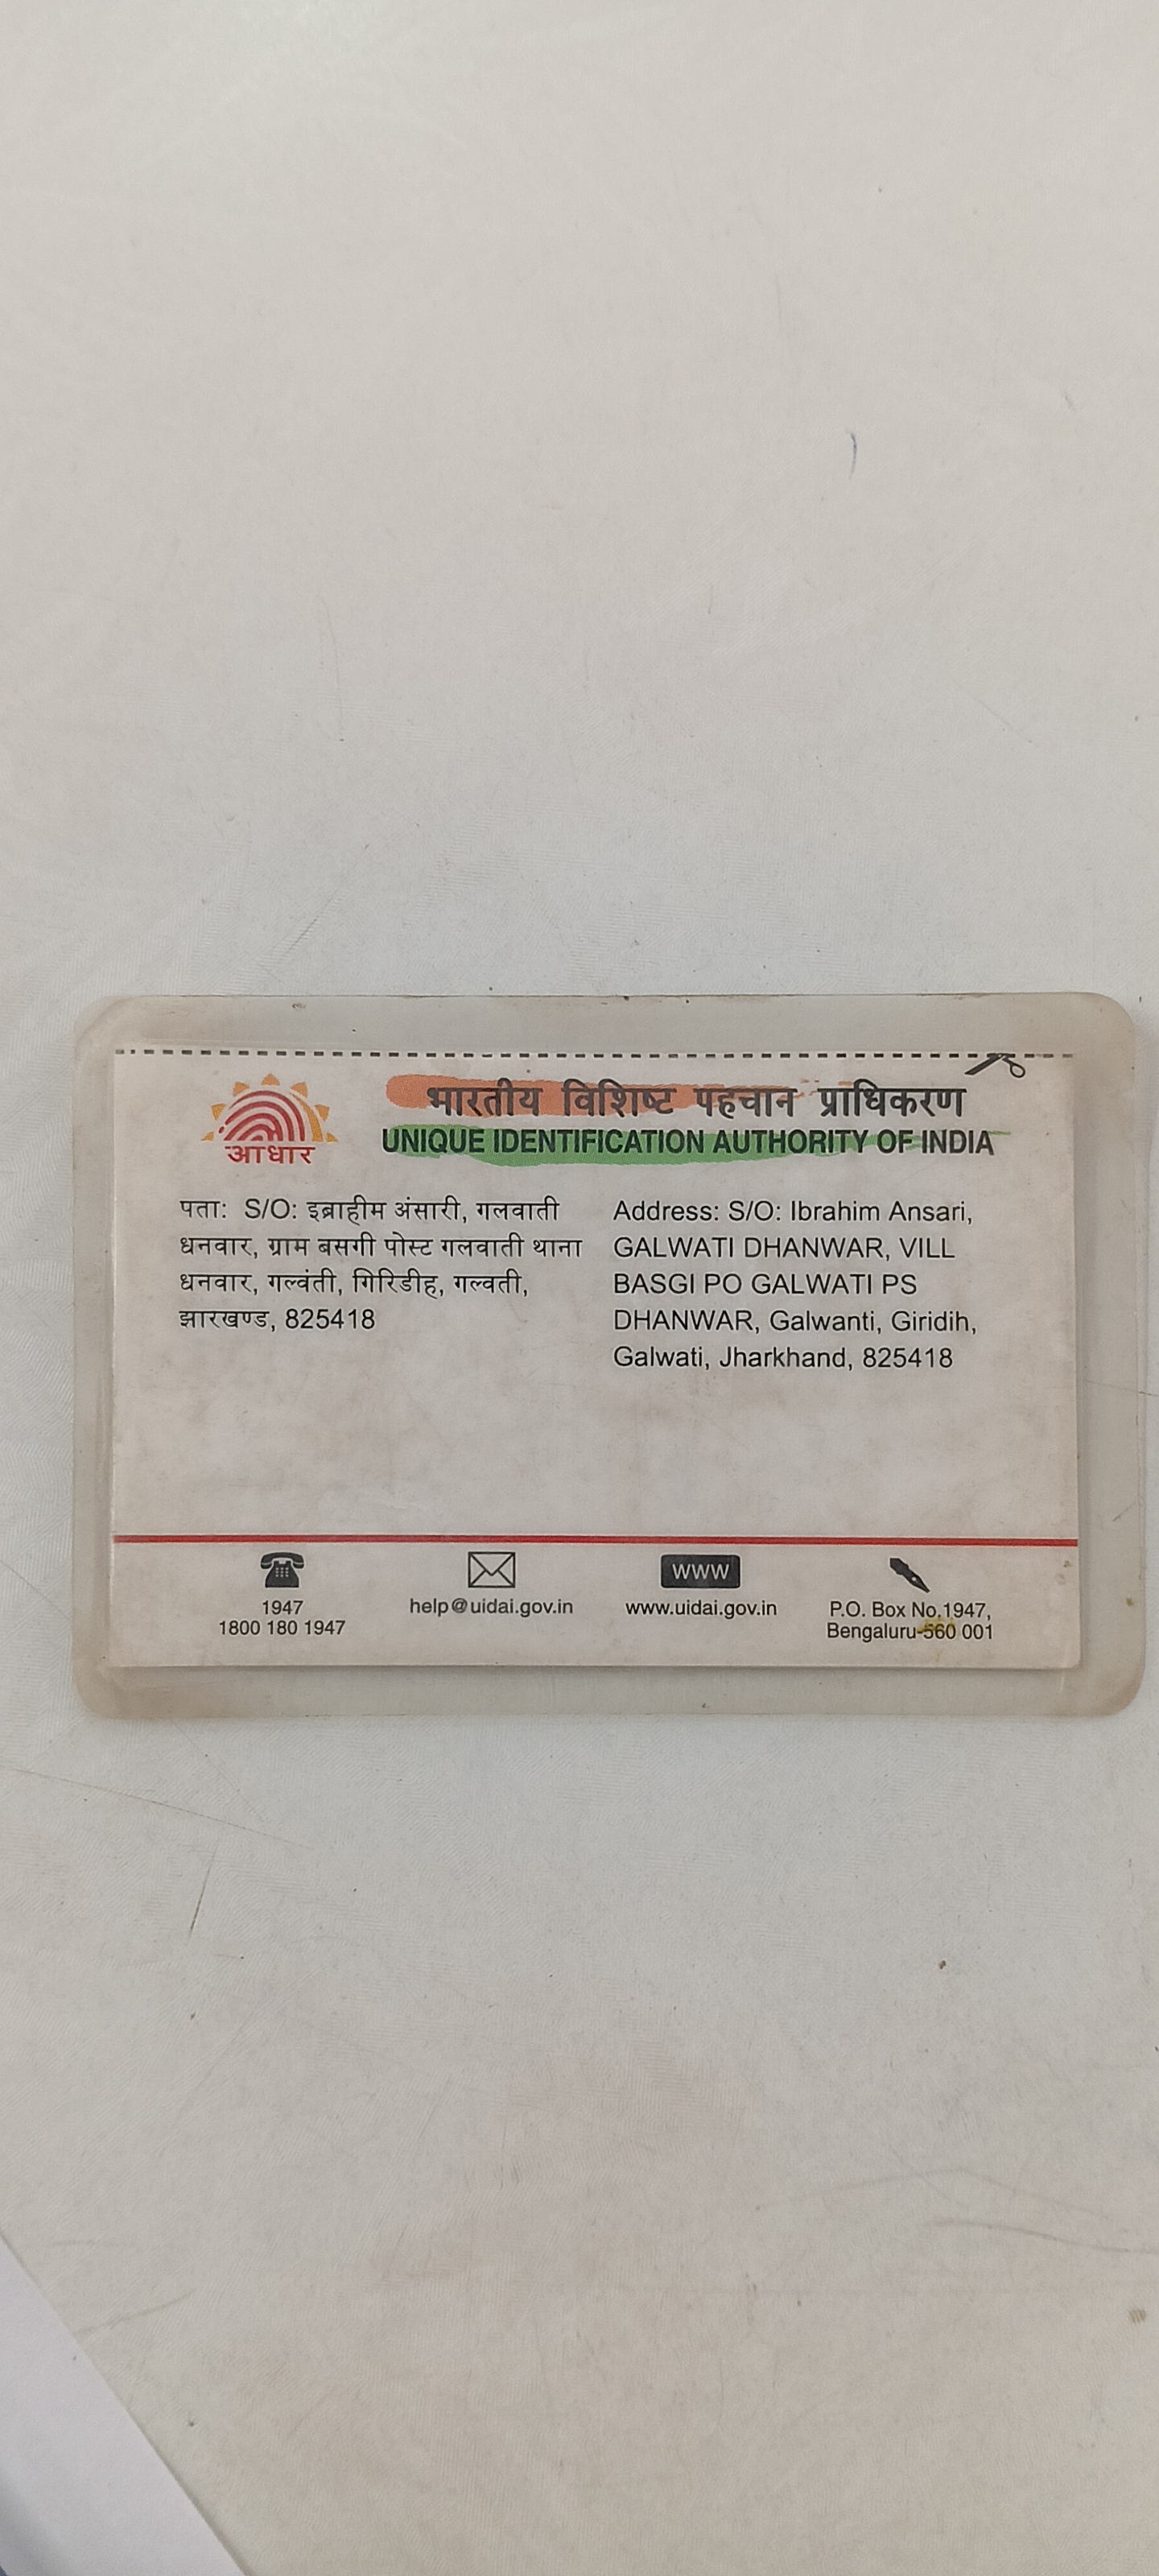 भारतीय विशिष्ट पहचान प्राधिकरण
UNIQUE IDENTIFICATION AUTHORITY OF INDIA
आधार
पता: S/O: इब्राहीम अंसारी, गलवाती
धनवार, ग्राम बसगी पोस्ट गलवाती थाना
धनवार, गल्वंती, गिरिडीह, गल्वती,
झारखण्ड, 825418
Address: S/O: Ibrahim Ansari,
GALWATI DHANWAR, VILL
BASGI PO GALWATI PS
DHANWAR, Galwanti, Giridih,
Galwati, Jharkhand, 825418
1947
1800 180 1947
help@uidai.gov.in
WWW
www.uidai.gov.in
P.O. Box No.1947,
Bengaluru-560 001